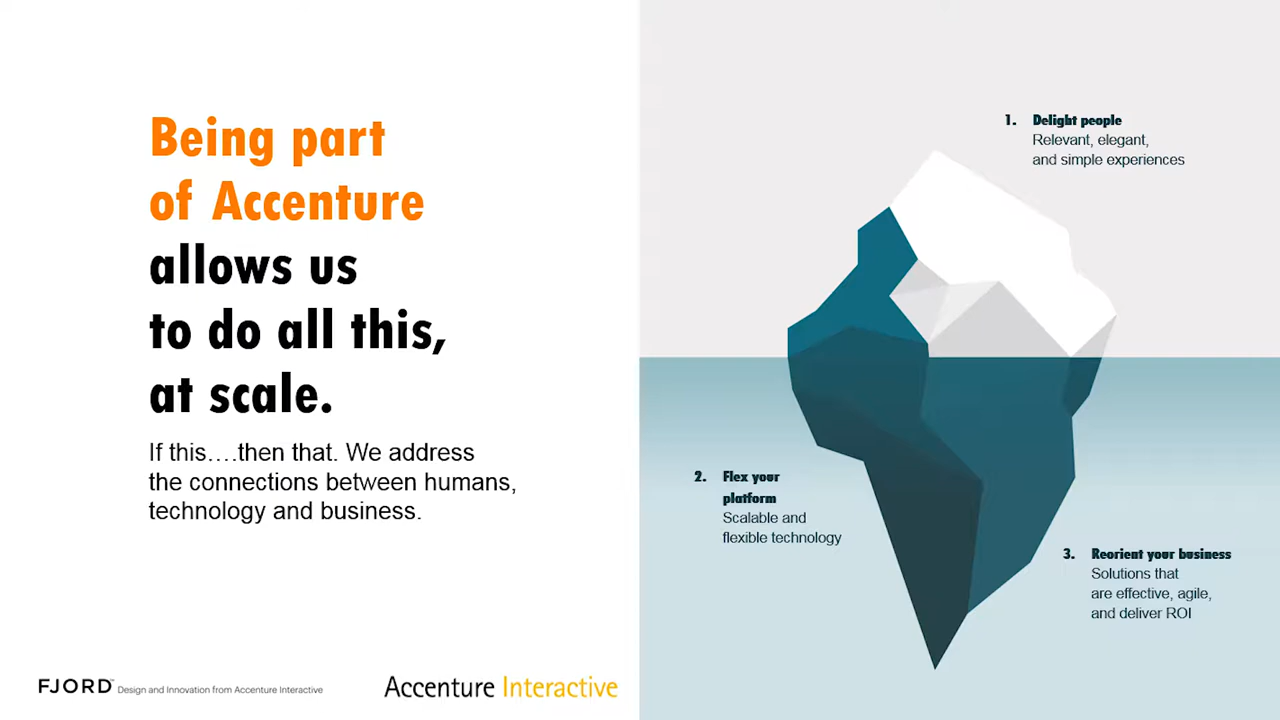 Being part
of Accenture
allows us
to do all this,
at scale.
If this….then that. We address
the connections between humans,
technology and business.
1. Delight people
Relevant, elegant,
and simple experiences
2. Flex your
platform
Scalable and
flexible technology
3. Reorient your business
Solutions that
are effective, agile,
and deliver ROI
FJORD™ Design and Innovation from Accenture Interactive
Accenture Interactive